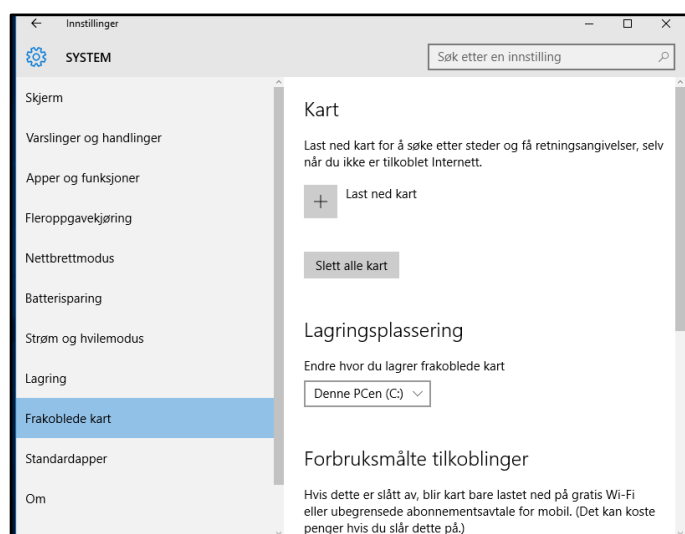 Innstillinger
SYSTEM
Søk etter en innstilling
Skjerm
Varslinger og handlinger
Apper og funksjoner
Fleroppgavekjøring
Nettbrettmodus
Batterisparing
Strøm og hvilemodus
Lagring
Frakoblede kart
Standardapper
Om
Kart
Last ned kart for å søke etter steder og få retningsangivelser, selv
når du ikke er tilkoblet Internett.
Last ned kart
Slett alle kart
Lagringsplassering
Endre hvor du lagrer frakoblede kart
Denne PCen (C:)
Forbruksmålte tilkoblinger
Hvis dette er slått av, blir kart bare lastet ned på gratis Wi-Fi
eller ubegrensede abonnementsavtale for mobil. (Det kan koste
penger hvis du slår dette på.)